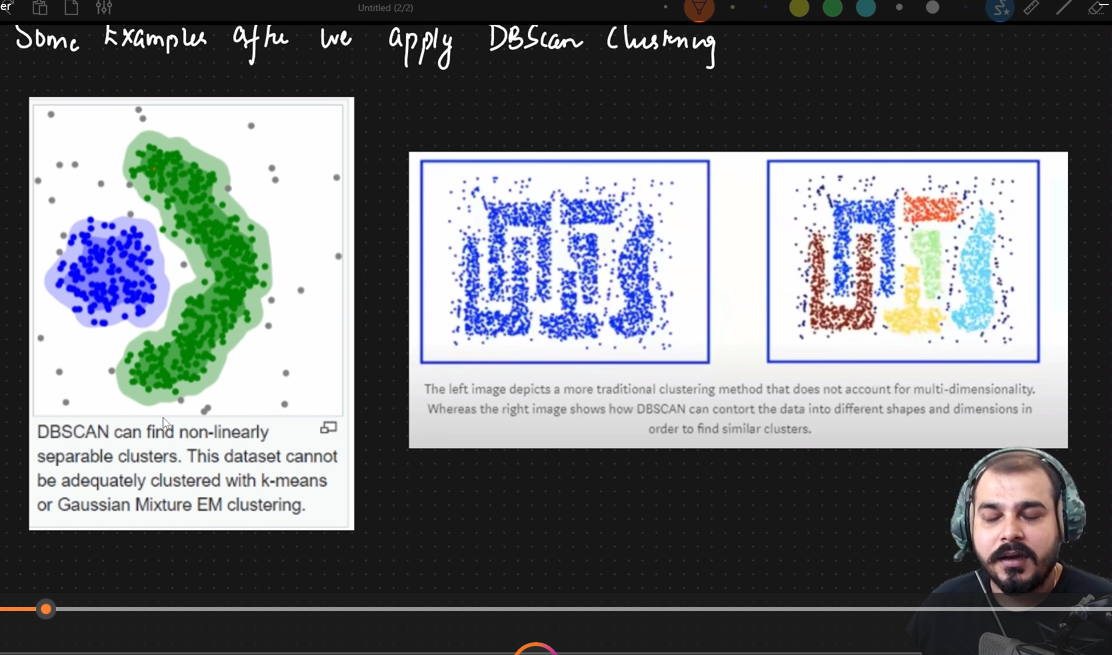 er
Untitled (2/2)
Some Examples After we apply DBScan Clustering
DBSCAN can find non-linearly
separable clusters. This dataset cannot
be adequately clustered with k-means
or Gaussian Mixture EM clustering.
The left image depicts a more traditional clustering method that does not account for multi-dimensionality.
Whereas the right image shows how DBSCAN can contort the data into different shapes and dimensions in
order to find similar clusters.